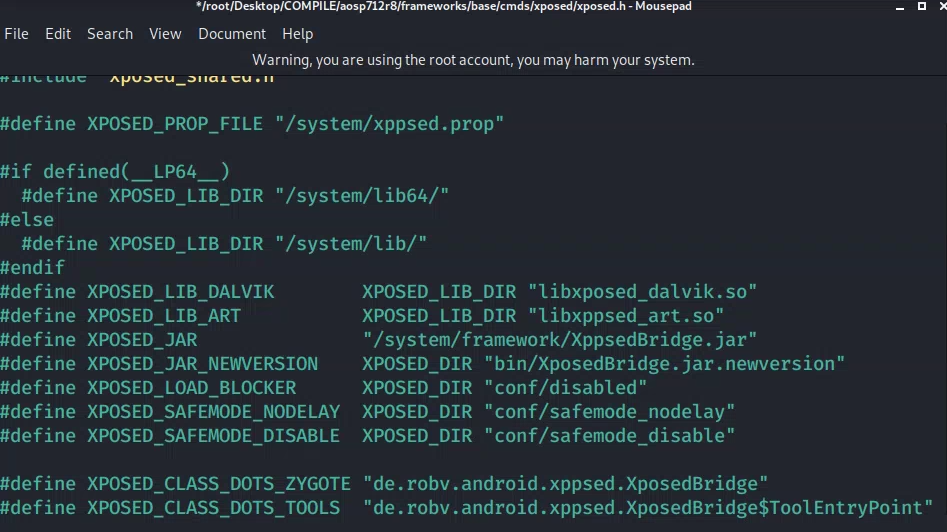 */root/Desktop/COMPILE/aosp712r8/frameworks/base/cmds/xposed/xposed.h - Mousepad
File Edit Search View Document Help
Warning, you are using the root account, you may harm your system.
#include "xposed_shared.h"
#define XPOSED_PROP_FILE "/system/xppsed.prop"
#if defined(__LP64__)
#define XPOSED_LIB_DIR "/system/lib64/"
#else
#define XPOSED_LIB_DIR "/system/lib/"
#endif
#define XPOSED_LIB_DALVIK XPOSED_LIB_DIR "libxposed_dalvik.so"
#define XPOSED_LIB_ART XPOSED_LIB_DIR "libxppsed_art.so"
#define XPOSED_JAR "/system/framework/XppsedBridge.jar"
#define XPOSED_JAR_NEWVERSION XPOSED_DIR "bin/XposedBridge.jar.newversion"
#define XPOSED_LOAD_BLOCKER XPOSED_DIR "conf/disabled"
#define XPOSED_SAFEMODE_NODELAY XPOSED_DIR "conf/safemode_nodelay"
#define XPOSED_SAFEMODE_DISABLE XPOSED_DIR "conf/safemode_disable"
#define XPOSED_CLASS_DOTS_ZYGOTE "de.robv.android.xppsed.XposedBridge"
#define XPOSED_CLASS_DOTS_TOOLS "de.robv.android.xppsed.XposedBridge$ToolEntryPoint"